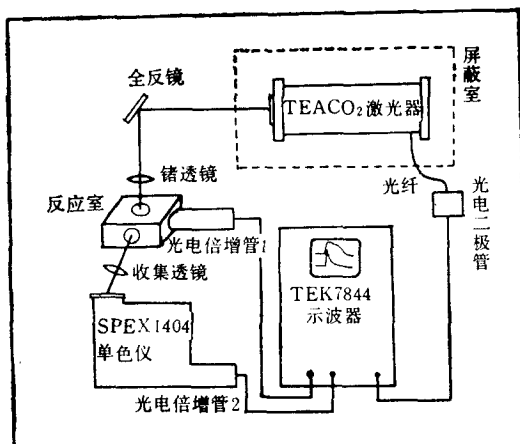 屏蔽室
全反镜
TEACO₂激光器
锗透镜
光纤
光电二极管
反应室
光电倍增管1
收集透镜
TEK7844
示波器
SPEX1404
单色仪
光电倍增管2